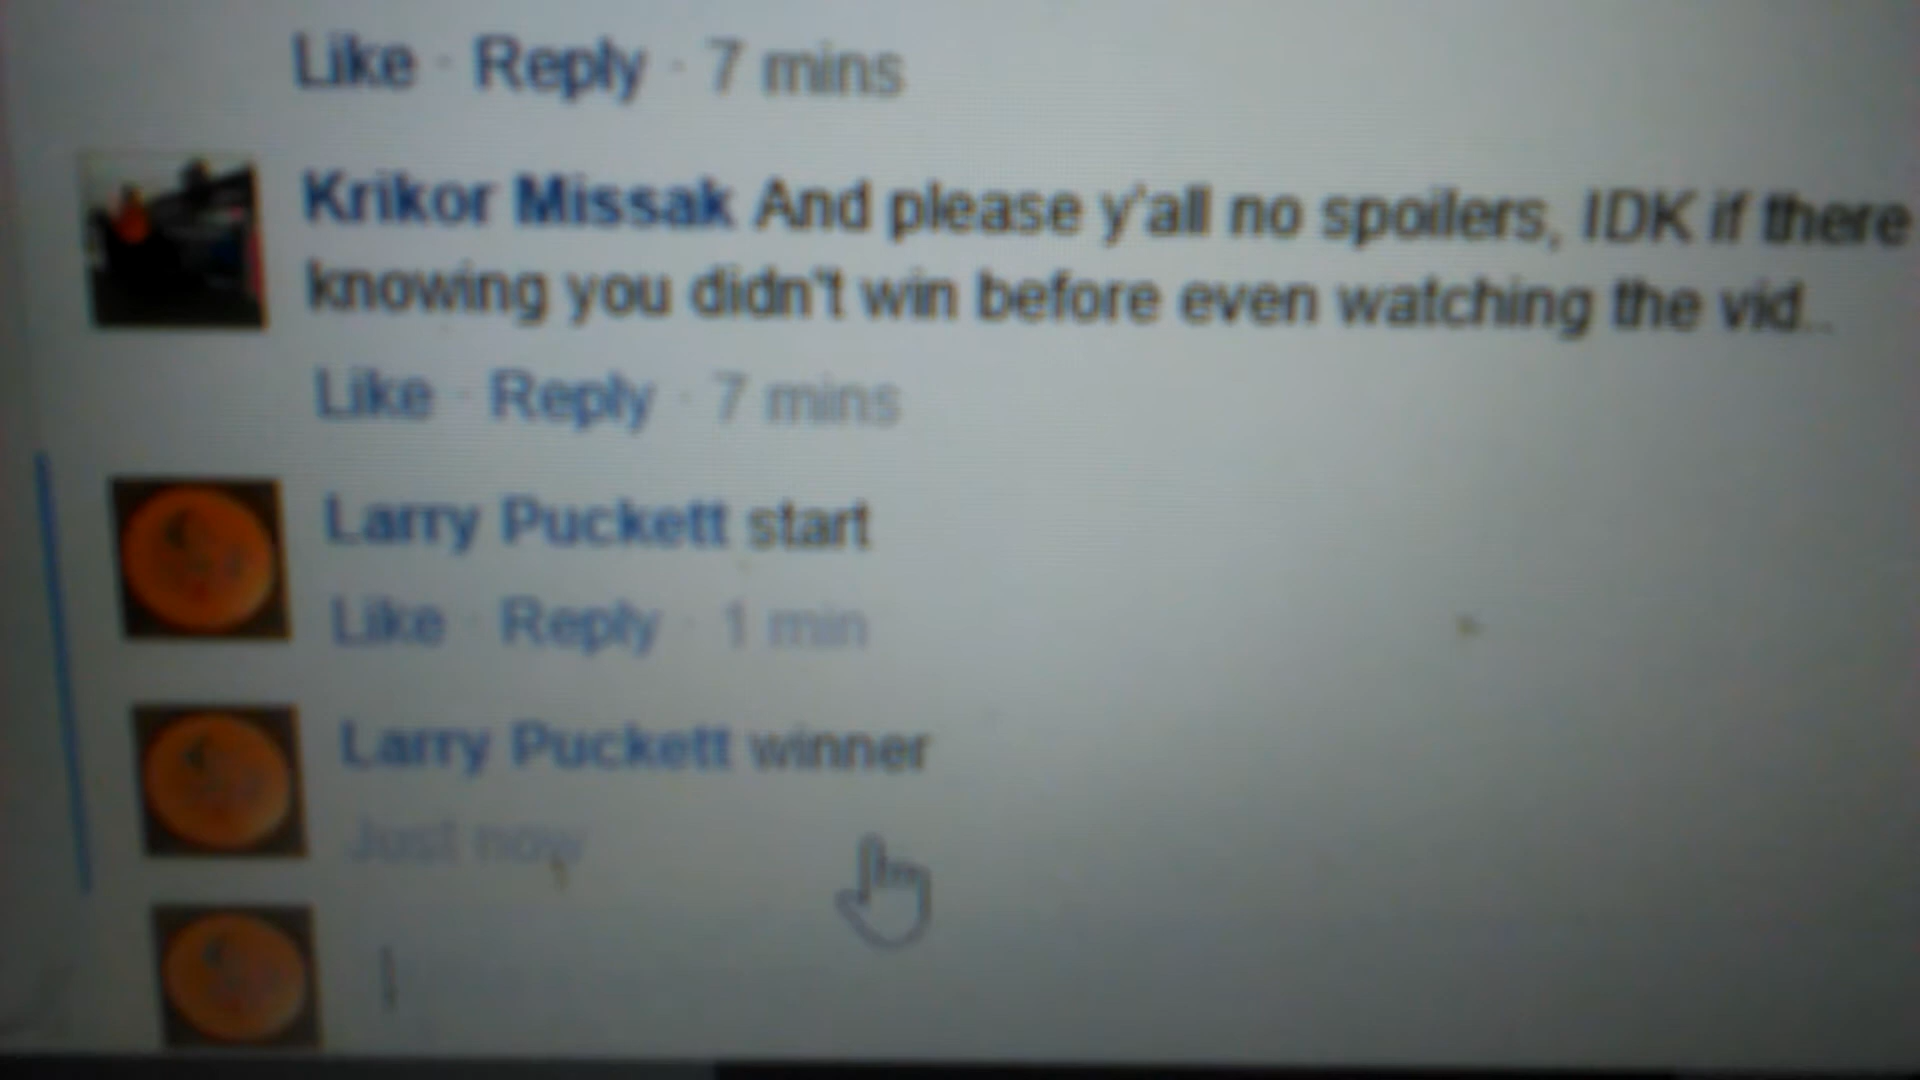 Like · Reply · 7 mins
Krikor Missak And please y'all no spoilers, IDK if there
knowing you didn't win before even watching the vid..
Like · Reply · 7 mins
Larry Puckett start
Like · Reply · 1 min
Larry Puckett winner
Just now